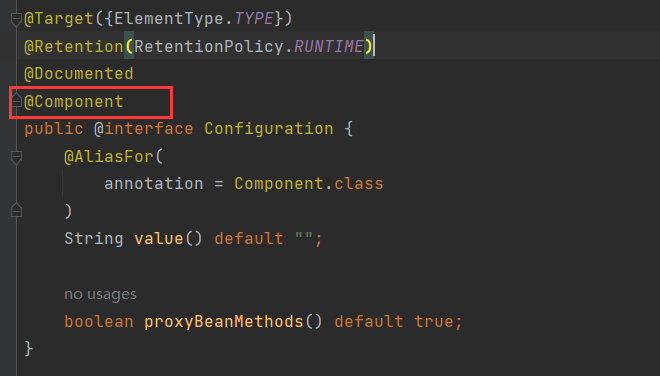 @Target({ElementType.TYPE})
@Retention(RetentionPolicy.RUNTIME)
@Documented
@Component
public @interface Configuration {
    @AliasFor(
        annotation = Component.class
    )
    String value() default "";
    no usages
    boolean proxyBeanMethods() default true;
}